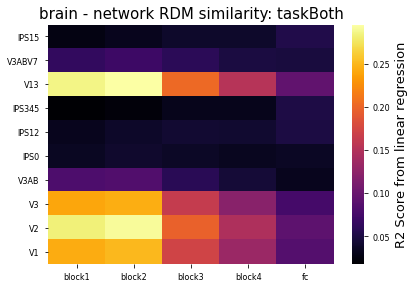 brain - network RDM similarity: taskBoth
IPS15
V3ABV7
V13
IPS345
IPS12
IPS0
V3AB
V3
V2
V1
block1 block2 block3 block4 fc
0.25
0.20
0.15
0.10
0.05
R2 Score from linear regression